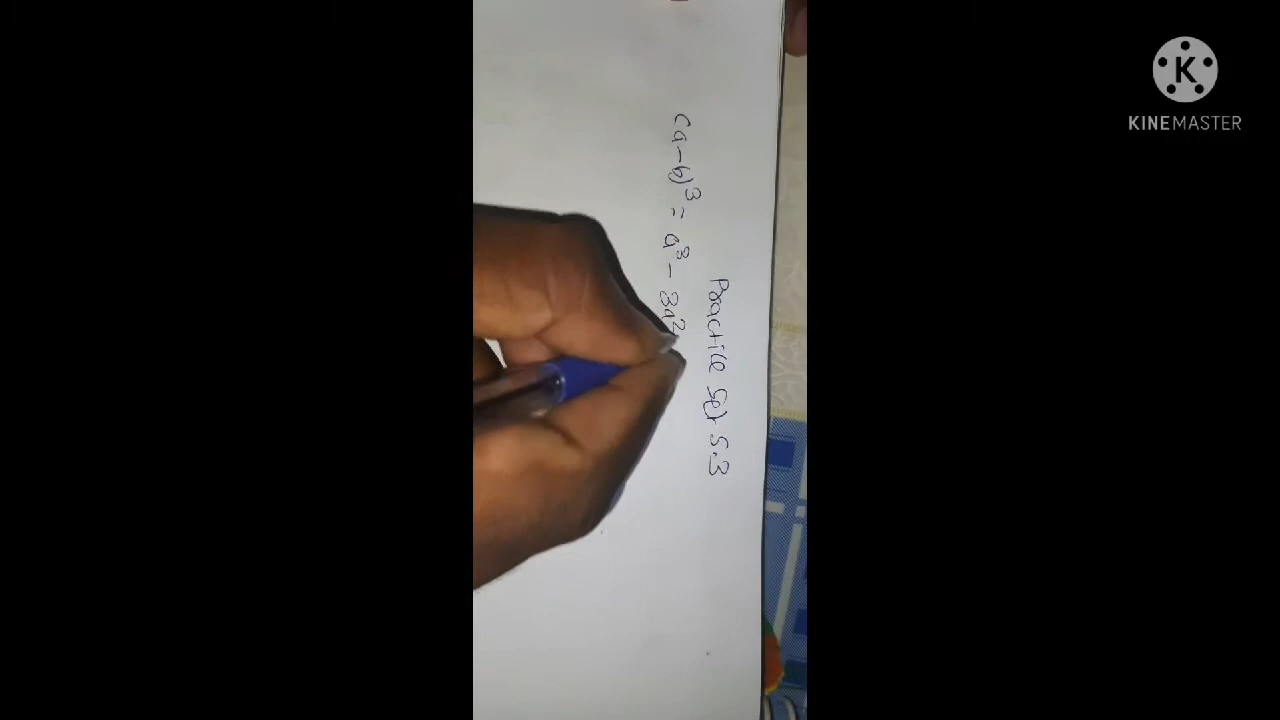 Practice Set 5.3
(a-b)³ = a³ - 3a²
K
KINEMASTER